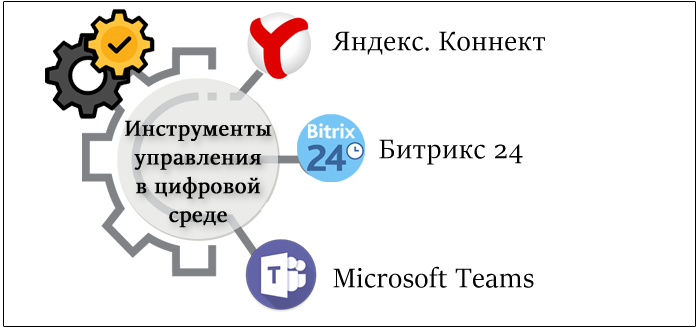 Яндекс. Коннект
Инструменты
управления
в цифровой
среде
Bitrix
24
Битрикс 24
T
Microsoft Teams